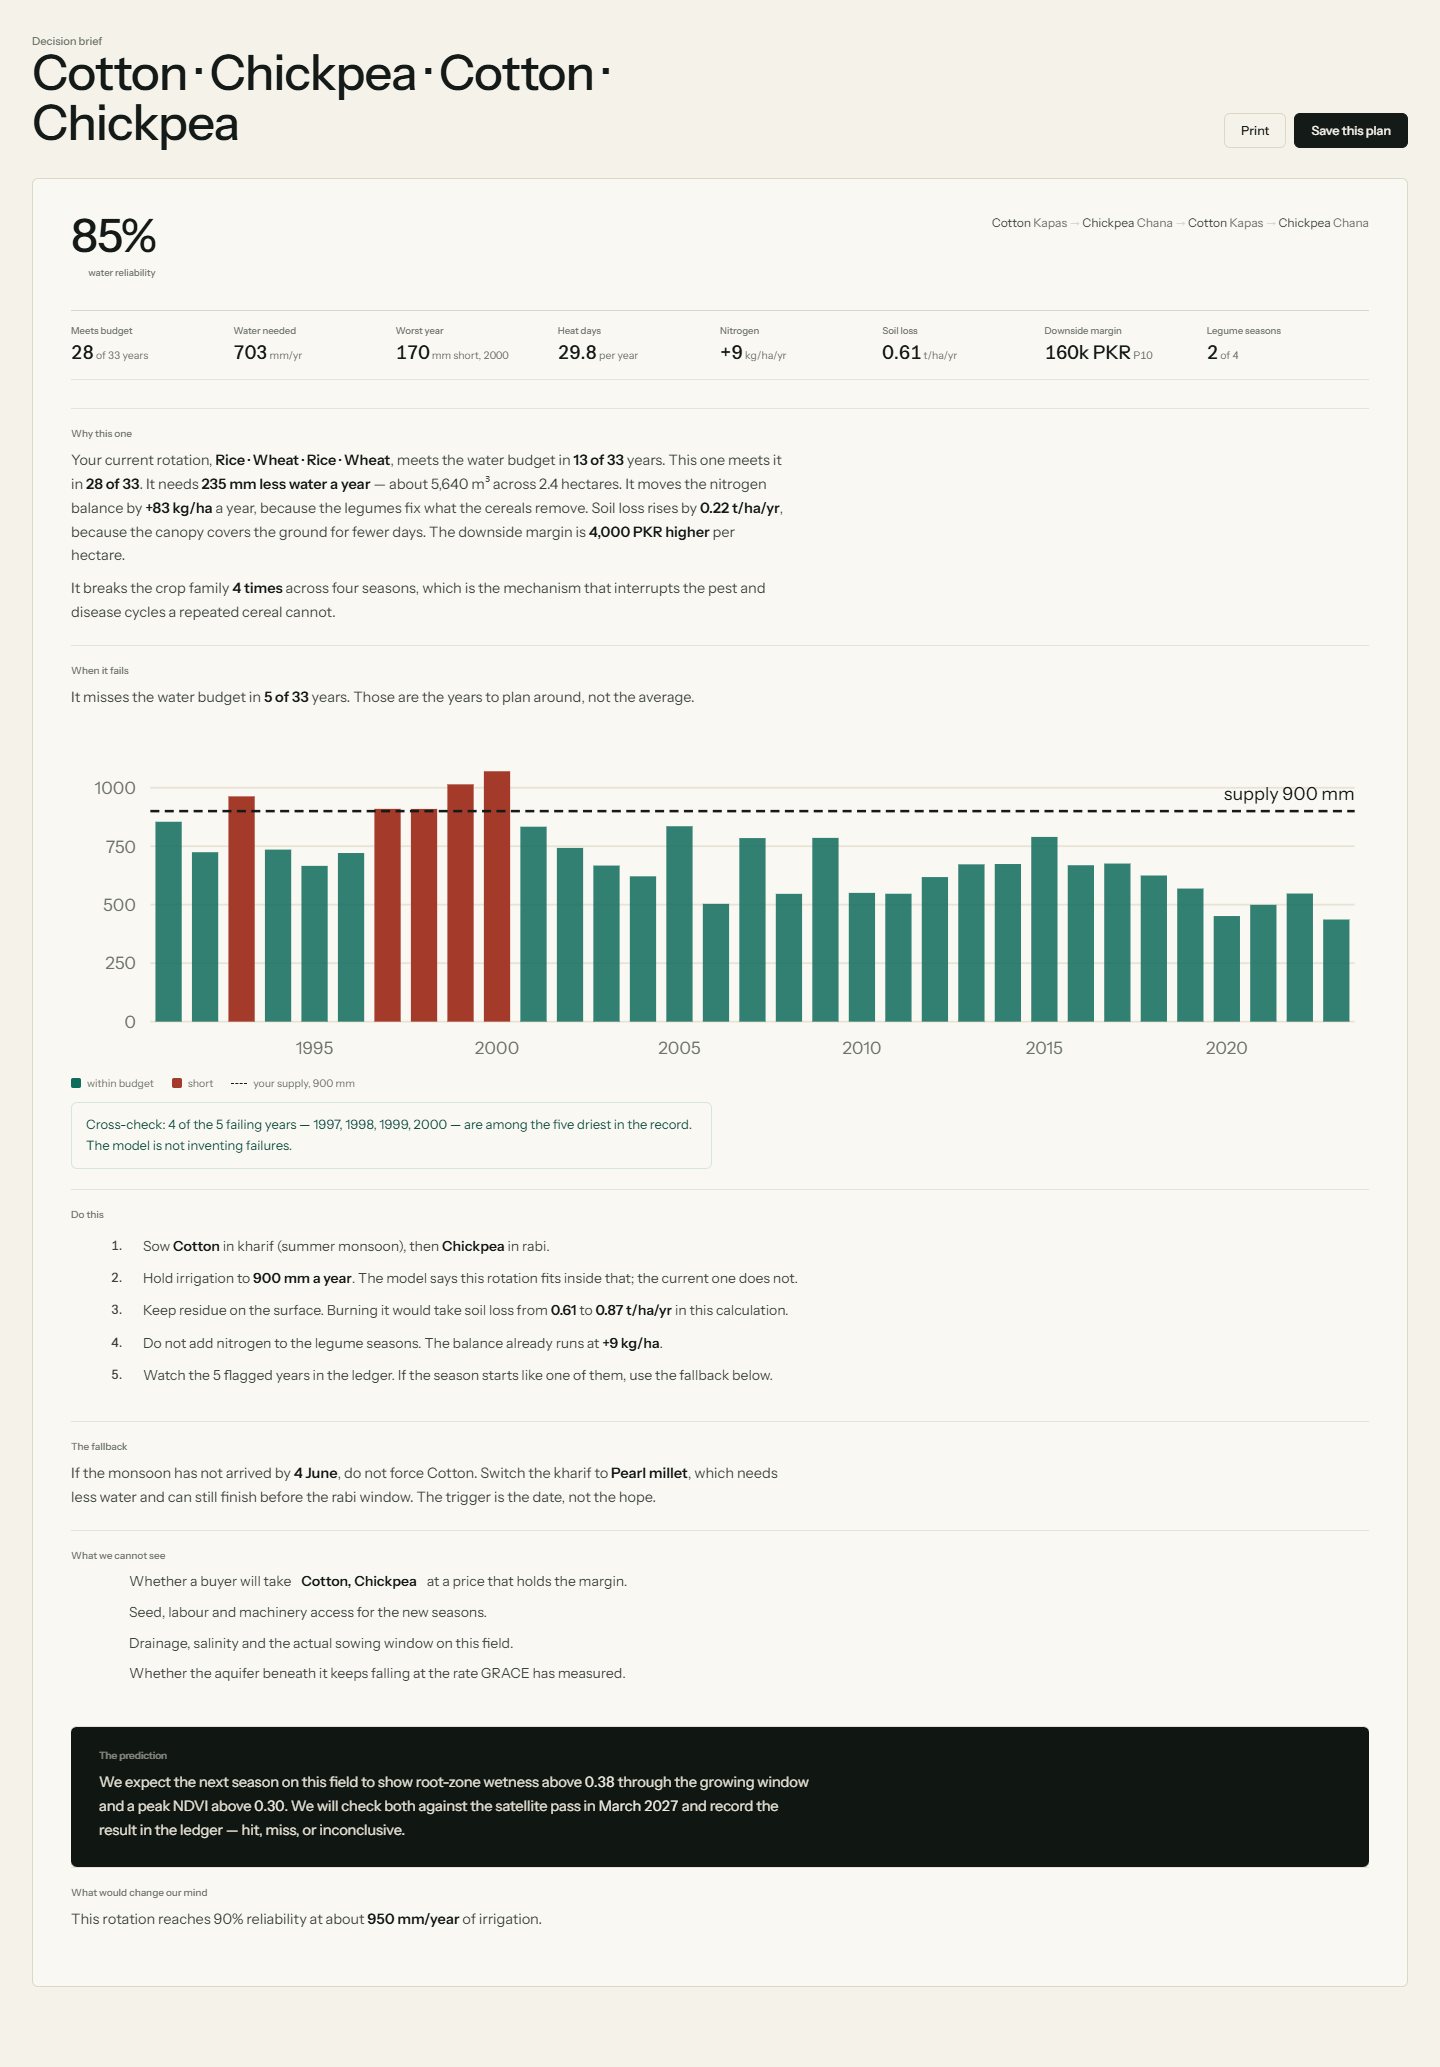 Decision brief
Cotton · Chickpea · Cotton ·
Chickpea
Print
Save this plan
85%
water reliability
Cotton Kapas → Chickpea Chana → Cotton Kapas → Chickpea Chana
Meets budget
28 of 33 years
Water needed
703 mm/yr
Worst year
170 mm short, 2000
Heat days
29.8 per year
Nitrogen
+9 kg/ha/yr
Soil loss
0.61 t/ha/yr
Downside margin
160k PKR P10
Legume seasons
2 of 4
Why this one
Your current rotation, Rice · Wheat · Rice · Wheat, meets the water budget in 13 of 33 years. This one meets it
in 28 of 33. It needs 235 mm less water a year — about 5,640 m³ across 2.4 hectares. It moves the nitrogen
balance by +83 kg/ha a year, because the legumes fix what the cereals remove. Soil loss rises by 0.22 t/ha/yr,
because the canopy covers the ground for fewer days. The downside margin is 4,000 PKR higher per
hectare.
It breaks the crop family 4 times across four seasons, which is the mechanism that interrupts the pest and
disease cycles a repeated cereal cannot.
When it fails
It misses the water budget in 5 of 33 years. Those are the years to plan around, not the average.
1000
750
500
250
0
supply 900 mm
1995
2000
2005
2010
2015
2020
within budget
short
your supply, 900 mm
Cross-check: 4 of the 5 failing years — 1997, 1998, 1999, 2000 — are among the five driest in the record.
The model is not inventing failures.
Do this
1. Sow Cotton in kharif (summer monsoon), then Chickpea in rabi.
2. Hold irrigation to 900 mm a year. The model says this rotation fits inside that; the current one does not.
3. Keep residue on the surface. Burning it would take soil loss from 0.61 to 0.87 t/ha/yr in this calculation.
4. Do not add nitrogen to the legume seasons. The balance already runs at +9 kg/ha.
5. Watch the 5 flagged years in the ledger. If the season starts like one of them, use the fallback below.
The fallback
If the monsoon has not arrived by 4 June, do not force Cotton. Switch the kharif to Pearl millet, which needs
less water and can still finish before the rabi window. The trigger is the date, not the hope.
What we cannot see
Whether a buyer will take Cotton, Chickpea at a price that holds the margin.
Seed, labour and machinery access for the new seasons.
Drainage, salinity and the actual sowing window on this field.
Whether the aquifer beneath it keeps falling at the rate GRACE has measured.
The prediction
We expect the next season on this field to show root-zone wetness above 0.38 through the growing window
and a peak NDVI above 0.30. We will check both against the satellite pass in March 2027 and record the
result in the ledger — hit, miss, or inconclusive.
What would change our mind
This rotation reaches 90% reliability at about 950 mm/year of irrigation.